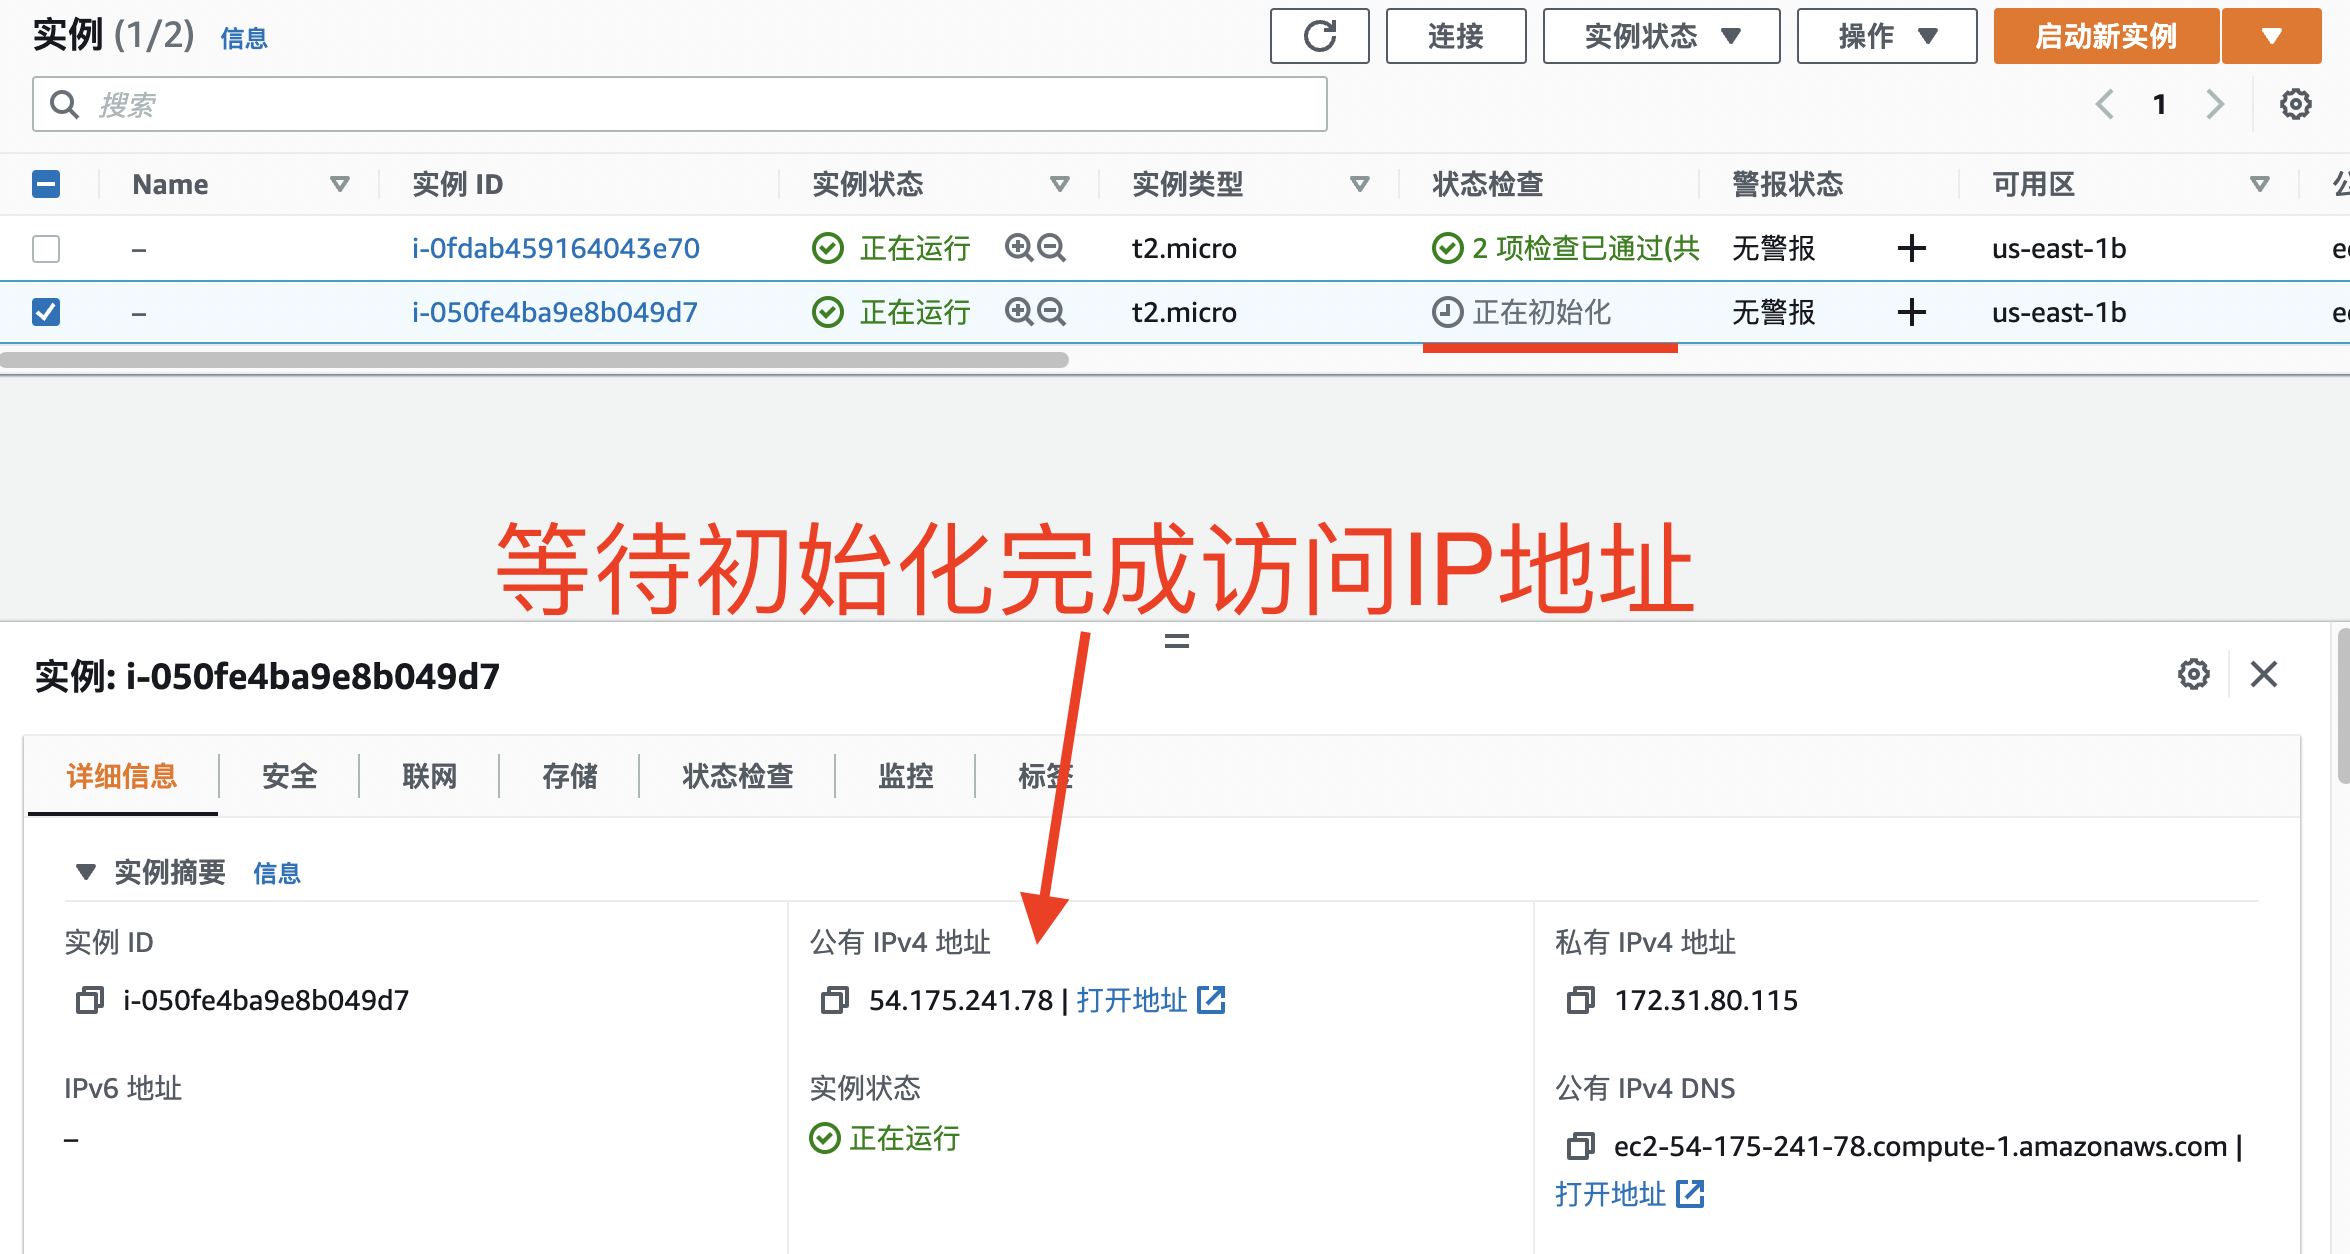 实例 (1/2) 信息 连接 实例状态 操作 启动新实例
搜索 1
Name 实例 ID 实例状态 实例类型 状态检查 警报状态 可用区
– i-0fdab459164043e70 正在运行 t2.micro 2 项检查已通过(共 无警报 us-east-1b
– i-050fe4ba9e8b049d7 正在运行 t2.micro 正在初始化 无警报 us-east-1b
等待初始化完成访问IP地址
实例: i-050fe4ba9e8b049d7
详细信息 安全 联网 存储 状态检查 监控 标签
实例摘要 信息
实例 ID
i-050fe4ba9e8b049d7
公有 IPv4 地址
54.175.241.78 | 打开地址
私有 IPv4 地址
172.31.80.115
IPv6 地址
–
实例状态
正在运行
公有 IPv4 DNS
ec2-54-175-241-78.compute-1.amazonaws.com |
打开地址